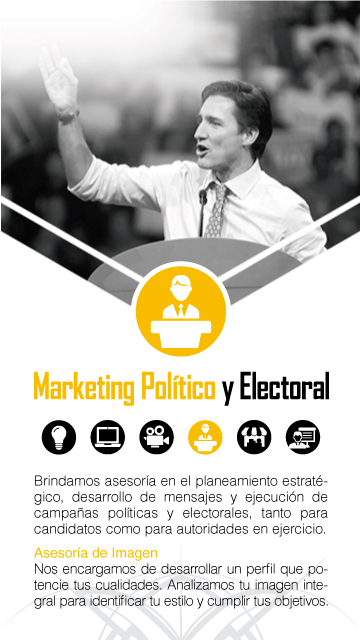 Marketing Político y Electoral
Brindamos asesoría en el planeamiento estraté-
gico, desarrollo de mensajes y ejecución de
campañas políticas y electorales, tanto para
candidatos como para autoridades en ejercicio.
Asesoría de Imagen
Nos encargamos de desarrollar un perfil que po-
tencie tus cualidades. Analizamos tu imagen inte-
gral para identificar tu estilo y cumplir tus objetivos.